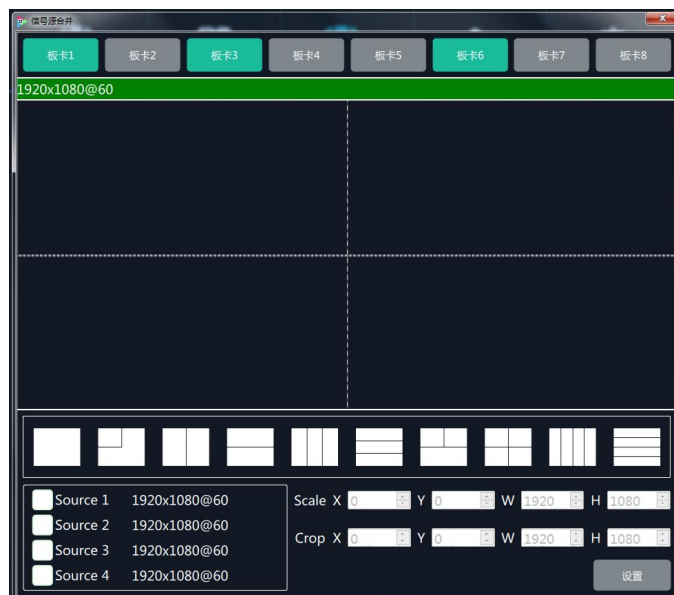 信号源合并
板卡1 板卡2 板卡3 板卡4 板卡5 板卡6 板卡7 板卡8
1920x1080@60
Source 1 1920x1080@60 Scale X 0 Y 0 W 1920 H 1080
Source 2 1920x1080@60
Source 3 1920x1080@60 Crop X 0 Y 0 W 1920 H 1080
Source 4 1920x1080@60 设置